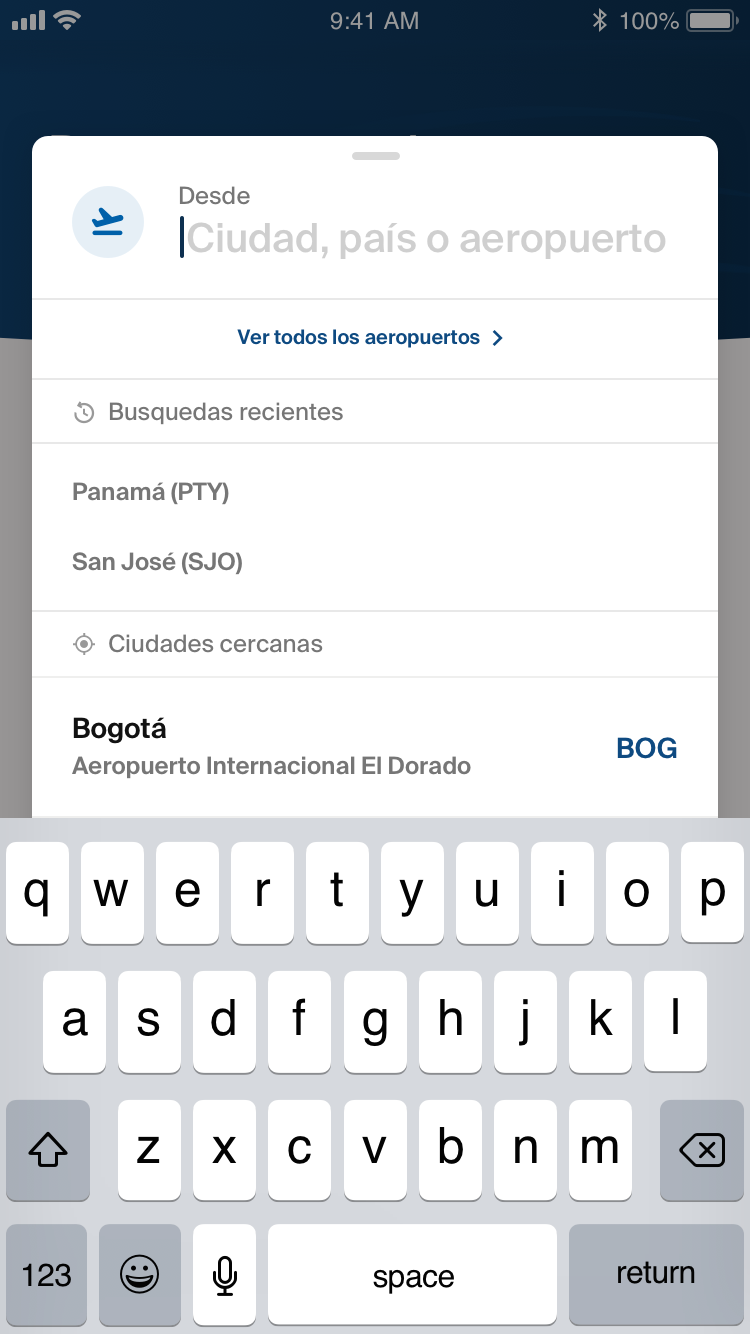 9:41 AM 100%
Desde
Ciudad, país o aeropuerto
Ver todos los aeropuertos
Busquedas recientes
Panamá (PTY)
San José (SJO)
Ciudades cercanas
Bogotá
BOG
Aeropuerto Internacional El Dorado
q w e r t y u i o p
a s d f g h j k l
z x c v b n m
123 space return